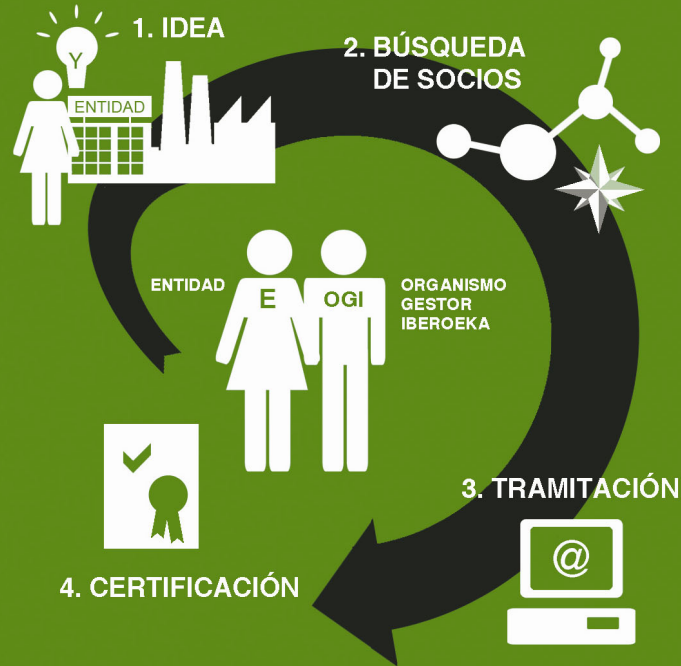 1. IDEA
Y
ENTIDAD
2. BÚSQUEDA
DE SOCIOS
ENTIDAD
E
OGI
ORGANISMO
GESTOR
IBEROEKA
3. TRAMITACIÓN
@
4. CERTIFICACIÓN